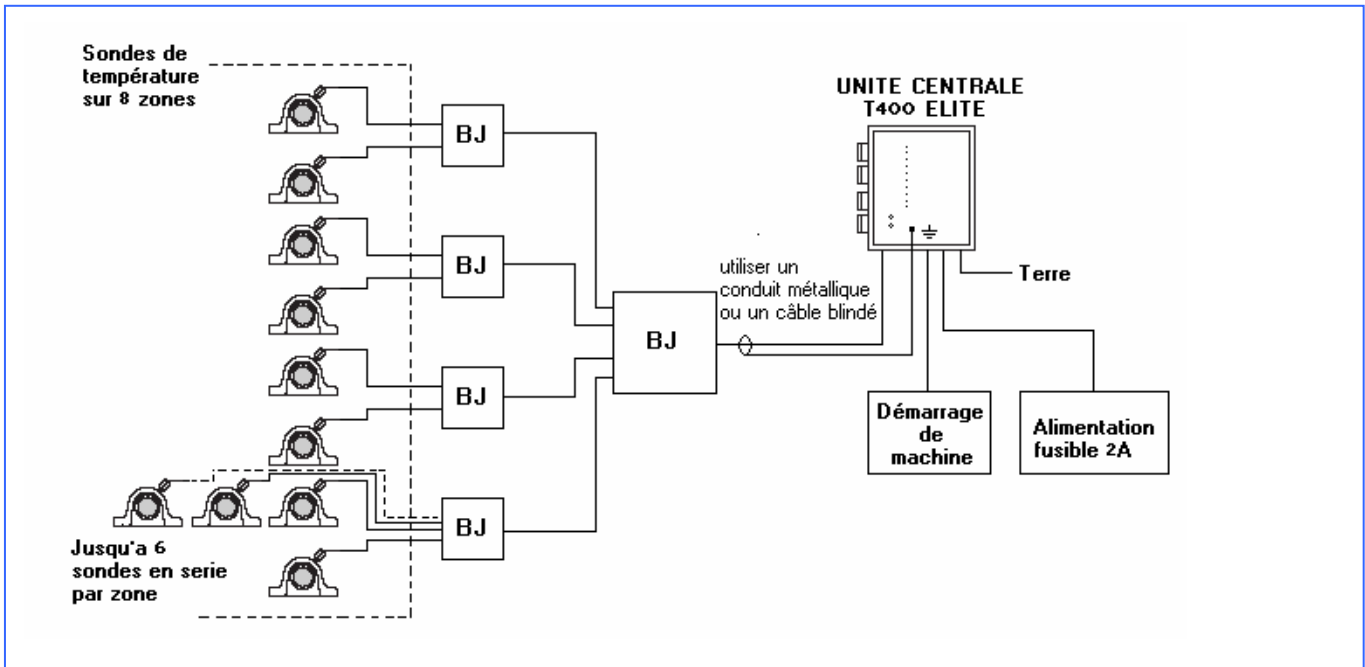 Sondes de
température
sur 8 zones
UNITE CENTRALE
T400 ELITE
BJ
BJ
BJ
BJ
BJ
utiliser un
conduit métallique
ou un câble blindé
Terre
Démarrage
de
machine
Alimentation
fusible 2A
Jusqu'a 6
sondes en serie
par zone